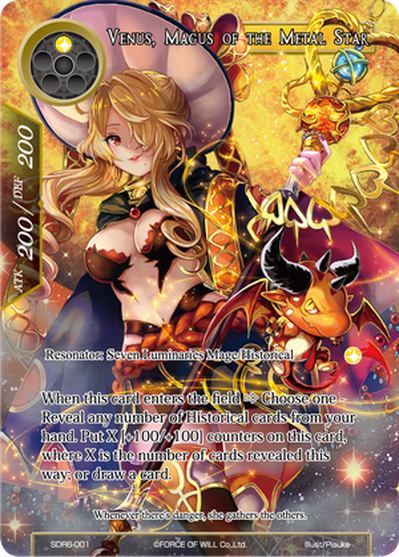 Venus, Magus of the Metal Star
ATK 200 / DEF 200
Resonator: Seven Luminaries Mage/Historical
When this card enters the field ⇒ Choose one -
Reveal any number of Historical cards from your
hand. Put X [+100/+100] counters on this card,
where X is the number of cards revealed this
way; or draw a card.
Whenever there's danger, she gathers the others.
SDR6-001
©FORCE OF WILL Co.,Ltd.
Illust/Pisuke